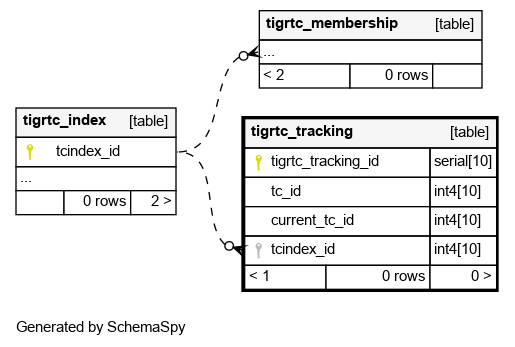 tigrtc_membership [table]
...
< 2 0 rows
tigrtc_index [table]
tcindex_id
...
0 rows 2 >
tigrtc_tracking [table]
tigrtc_tracking_id serial[10]
tc_id int4[10]
current_tc_id int4[10]
tcindex_id int4[10]
< 1 0 rows 0 >
Generated by SchemaSpy